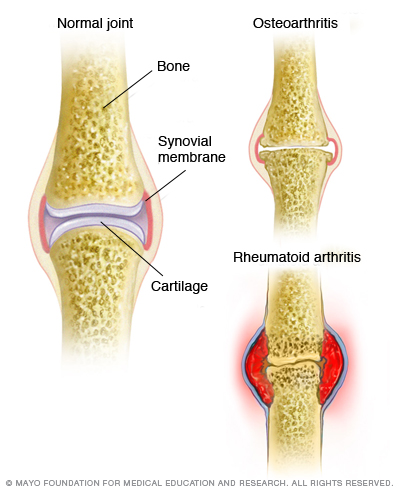 Normal joint
Osteoarthritis
Bone
Synovial
membrane
Cartilage
Rheumatoid arthritis
© MAYO FOUNDATION FOR MEDICAL EDUCATION AND RESEARCH. ALL RIGHTS RESERVED.